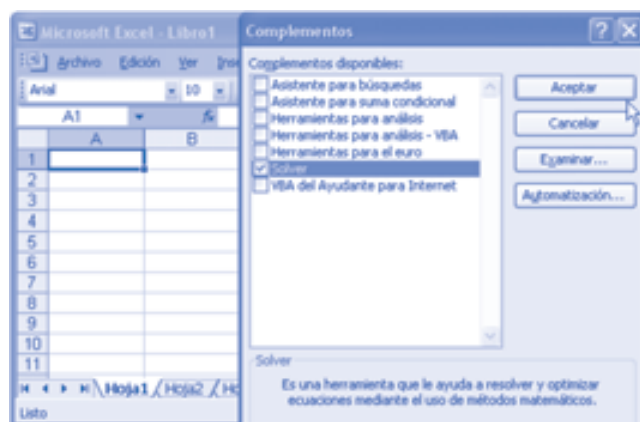 Microsoft Excel - Libro1
Archivo Edición Ver
Arial 10
A1 fx
A B
1
2
3
4
5
6
7
8
9
10
11
Hoja1 Hoja2
Listo
Complementos
Complementos disponibles:
Asistente para búsquedas
Asistente para suma condicional
Herramientas para análisis
Herramientas para análisis - VBA
Herramientas para el euro
Solver
VBA del Ayudante para Internet
Aceptar
Cancelar
Examinar...
Automatización...
Solver
Es una herramienta que le ayuda a resolver y optimizar
ecuaciones mediante el uso de métodos matemáticos.